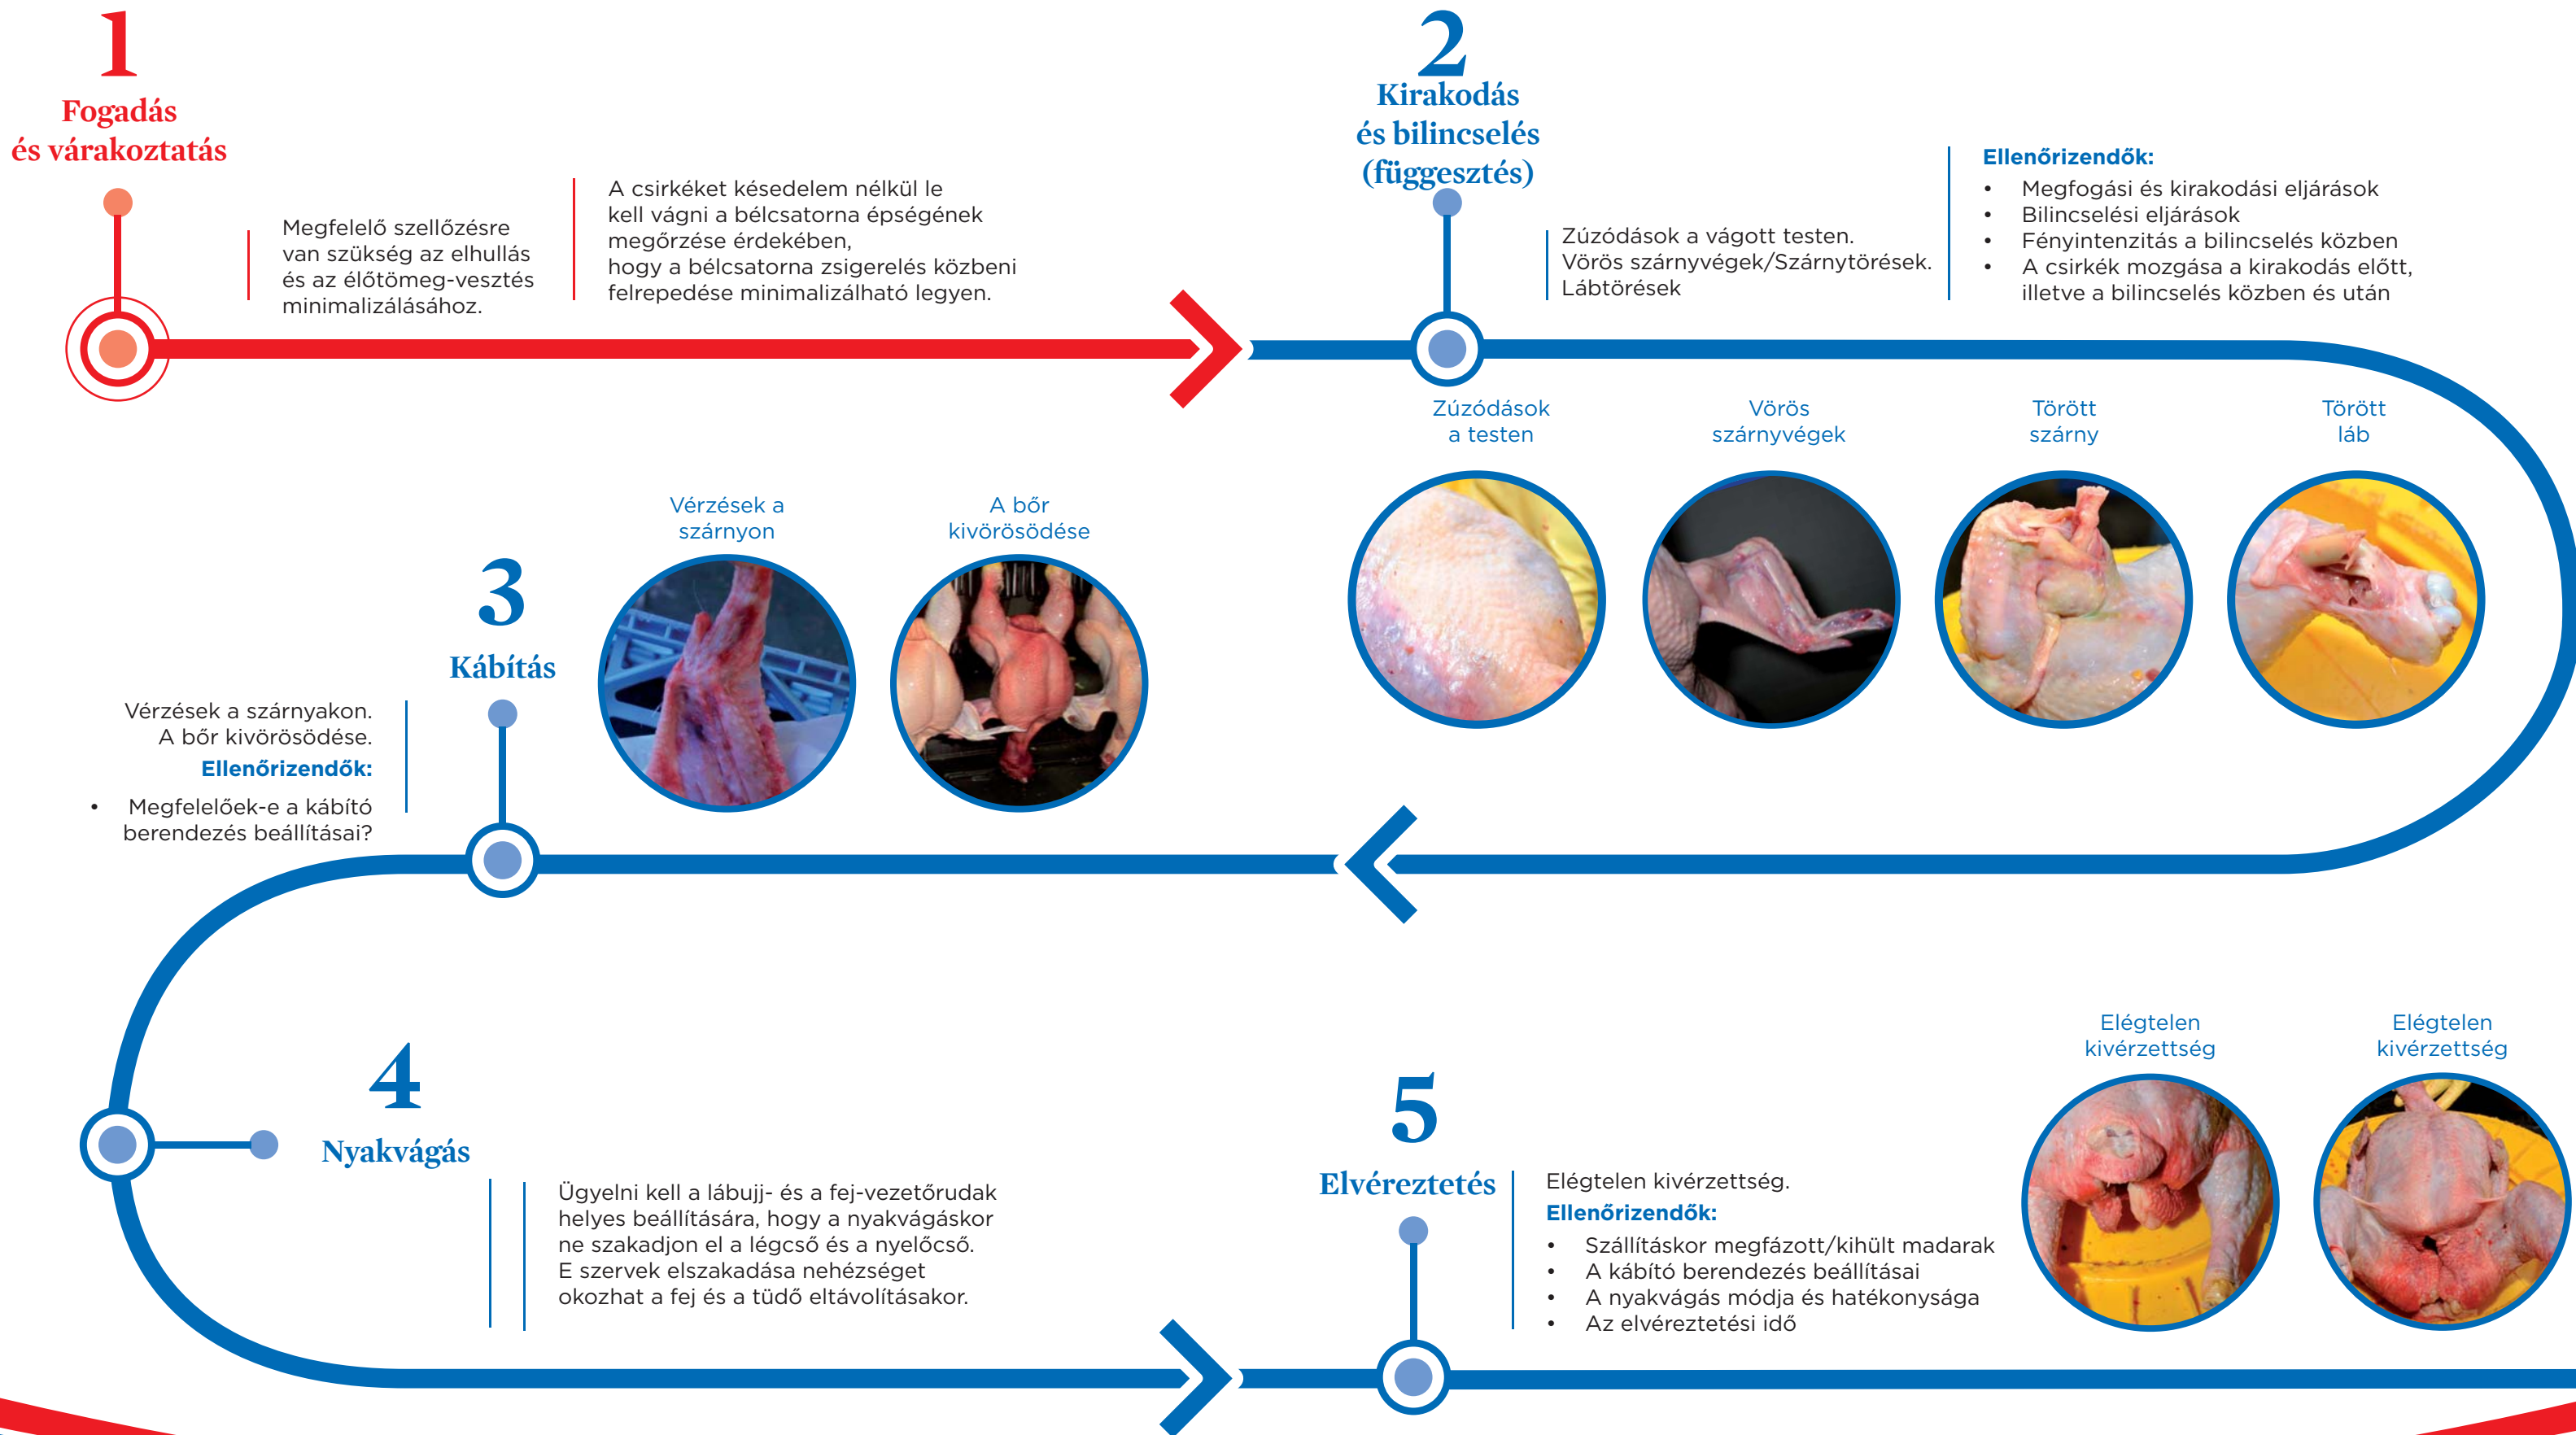 1
Fogadás
és várakoztatás
Megfelelő szellőzésre
van szükség az elhullás
és az élőtömeg-vesztés
minimalizálásához.
A csirkéket késedelem nélkül le
kell vágni a bélcsatorna épségének
megőrzése érdekében,
hogy a bélcsatorna zsigerelés közbeni
felrepedése minimalizálható legyen.
2
Kirakodás
és bilincselés
(függesztés)
Zúzódások a vágott testen.
Vörös szárnyvégek/Szárnytörések.
Lábtörések
Ellenőrizendők:
• Megfogási és kirakodási eljárások
• Bilincselési eljárások
• Fényintenzitás a bilincselés közben
• A csirkék mozgása a kirakodás előtt,
illetve a bilincselés közben és után
Zúzódások
a testen
Vörös
szárnyvégek
Törött
szárny
Törött
láb
3
Kábítás
Vérzések a szárnyakon.
A bőr kivörösödése.
Ellenőrizendők:
• Megfelelőek-e a kábító
berendezés beállításai?
Vérzések a
szárnyon
A bőr
kivörösödése
4
Nyakvágás
Ügyelni kell a lábujj- és a fej-vezetőrudak
helyes beállítására, hogy a nyakvágáskor
ne szakadjon el a légcső és a nyelőcső.
E szervek elszakadása nehézséget
okozhat a fej és a tüdő eltávolításakor.
5
Elvéreztetés
Elégtelen kivérzettség.
Ellenőrizendők:
• Szállításkor megfázott/kihült madarak
• A kábító berendezés beállításai
• A nyakvágás módja és hatékonysága
• Az elvéreztetési idő
Elégtelen
kivérzettség
Elégtelen
kivérzettség